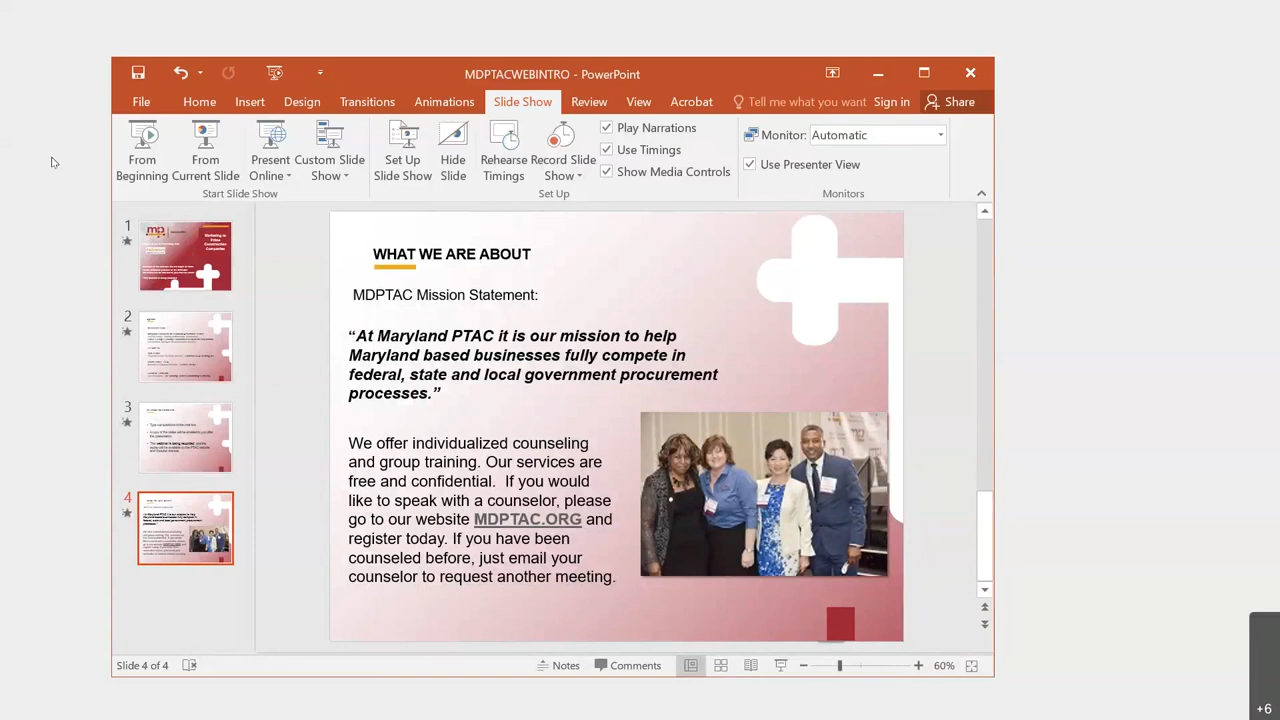 MDPTACWEBINTRO - PowerPoint
File Home Insert Design Transitions Animations Slide Show Review View Acrobat Tell me what you want Sign in Share
From Beginning
From Current Slide
Present Online
Custom Slide Show
Start Slide Show
Set Up Slide Show
Hide Slide
Rehearse Timings
Record Slide Show
Play Narrations
Use Timings
Show Media Controls
Set Up
Monitor: Automatic
Use Presenter View
Monitors
1
2
3
4
WHAT WE ARE ABOUT
MDPTAC Mission Statement:
“At Maryland PTAC it is our mission to help
Maryland based businesses fully compete in
federal, state and local government procurement
processes.”
We offer individualized counseling
and group training. Our services are
free and confidential. If you would
like to speak with a counselor, please
go to our website MDPTAC.ORG and
register today. If you have been
counseled before, just email your
counselor to request another meeting.
Slide 4 of 4
Notes Comments 60%
+6